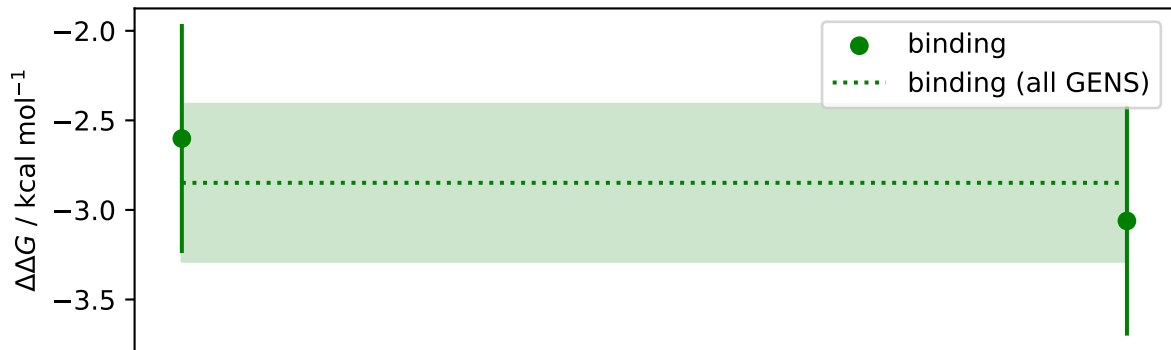 −2.0
−2.5
−3.0
−3.5
ΔΔG / kcal mol⁻¹
binding
binding (all GENS)